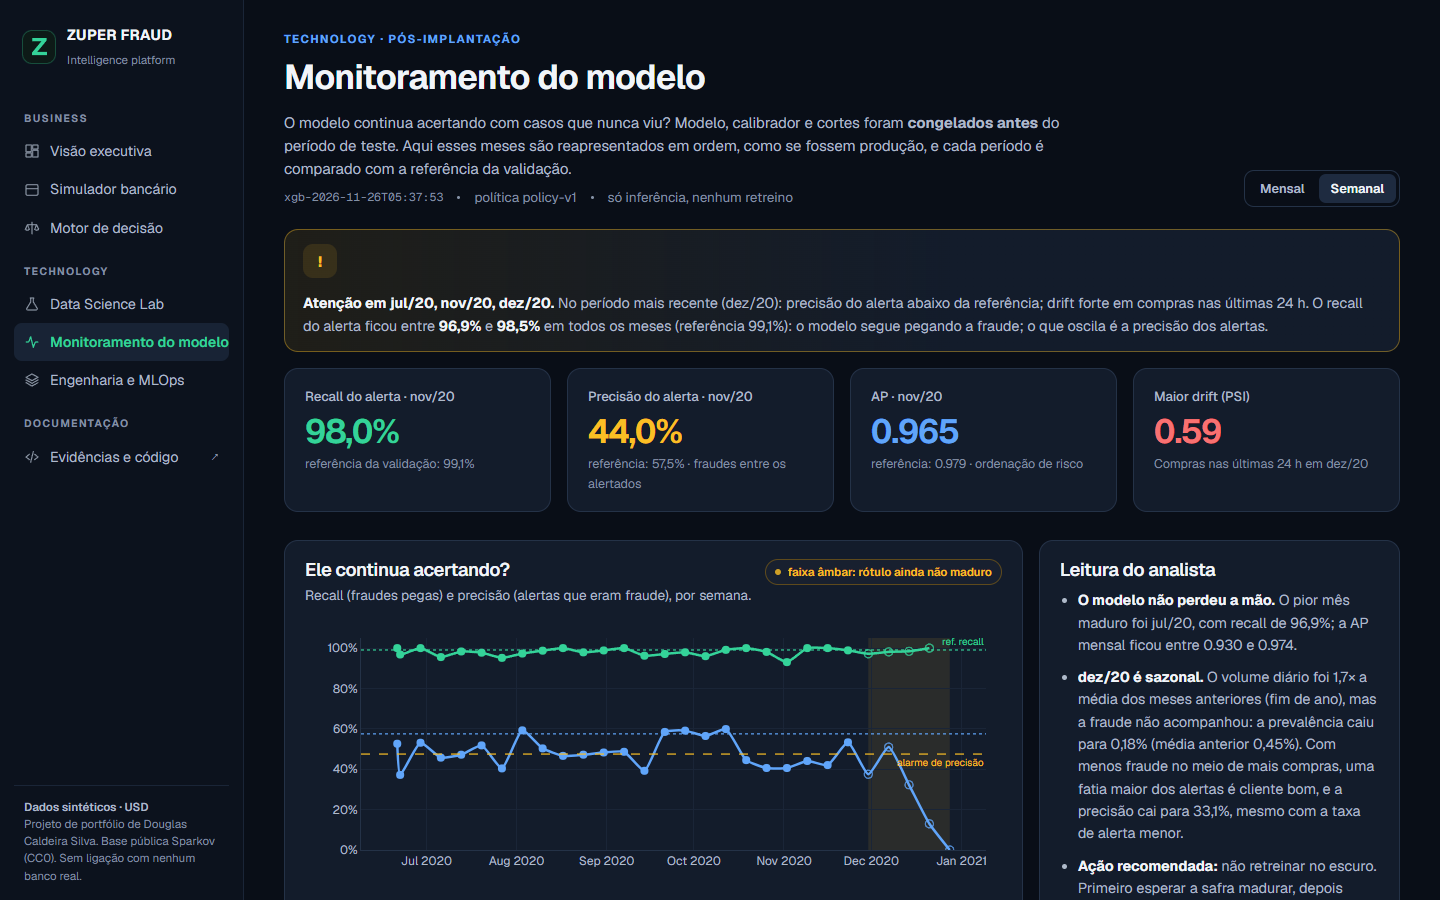 Z
ZUPER FRAUD
Intelligence platform
BUSINESS
Visão executiva
Simulador bancário
Motor de decisão
TECHNOLOGY
Data Science Lab
Monitoramento do modelo
Engenharia e MLOps
DOCUMENTAÇÃO
Evidências e código ↗
Dados sintéticos · USD
Projeto de portfólio de Douglas
Caldeira Silva. Base pública Sparkov
(CC0). Sem ligação com nenhum
banco real.
TECHNOLOGY · PÓS-IMPLANTAÇÃO
Monitoramento do modelo
O modelo continua acertando com casos que nunca viu? Modelo, calibrador e cortes foram congelados antes do
período de teste. Aqui esses meses são reapresentados em ordem, como se fossem produção, e cada período é
comparado com a referência da validação.
xgb-2026-11-26T05:37:53 • política policy-v1 • só inferência, nenhum retreino
Mensal Semanal
!
Atenção em jul/20, nov/20, dez/20. No período mais recente (dez/20): precisão do alerta abaixo da referência; drift forte em compras nas últimas 24 h. O recall
do alerta ficou entre 96,9% e 98,5% em todos os meses (referência 99,1%): o modelo segue pegando a fraude; o que oscila é a precisão dos alertas.
Recall do alerta · nov/20
98,0%
referência da validação: 99,1%
Precisão do alerta · nov/20
44,0%
referência: 57,5% · fraudes entre os
alertados
AP · nov/20
0.965
referência: 0.979 · ordenação de risco
Maior drift (PSI)
0.59
Compras nas últimas 24 h em dez/20
Ele continua acertando?
faixa âmbar: rótulo ainda não maduro
Recall (fraudes pegas) e precisão (alertas que eram fraude), por semana.
ref. recall
100%
80%
60%
alarme de precisão
40%
20%
0%
Jul 2020 Aug 2020 Sep 2020 Oct 2020 Nov 2020 Dec 2020 Jan 2021
Leitura do analista
• O modelo não perdeu a mão. O pior mês
maduro foi jul/20, com recall de 96,9%; a AP
mensal ficou entre 0.930 e 0.974.
• dez/20 é sazonal. O volume diário foi 1,7× a
média dos meses anteriores (fim de ano), mas
a fraude não acompanhou: a prevalência caiu
para 0,18% (média anterior 0,45%). Com
menos fraude no meio de mais compras, uma
fatia maior dos alertas é cliente bom, e a
precisão cai para 33,1%, mesmo com a taxa
de alerta menor.
• Ação recomendada: não retreinar no escuro.
Primeiro esperar a safra madurar, depois